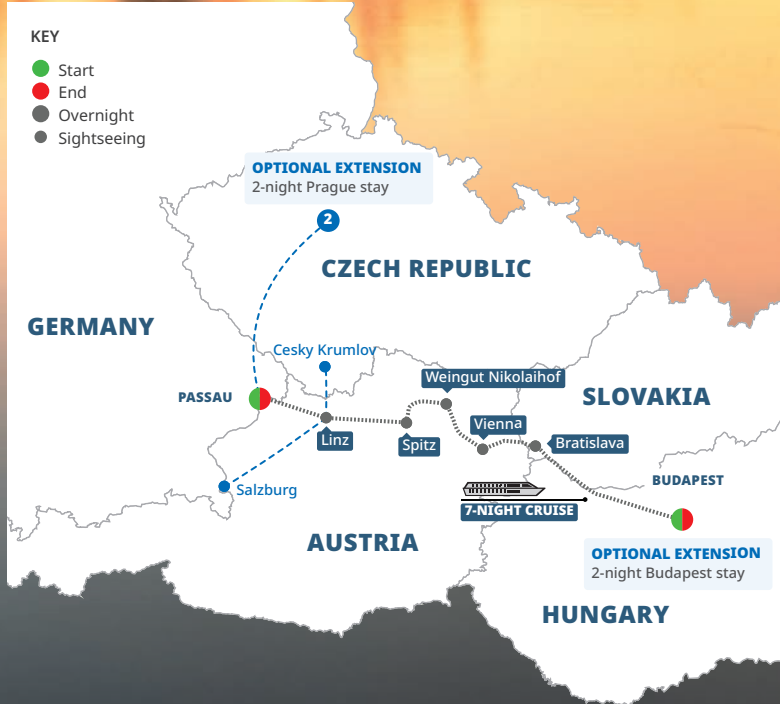 KEY
Start
End
Overnight
Sightseeing
OPTIONAL EXTENSION
2-night Prague stay
2
CZECH REPUBLIC
GERMANY
Cesky Krumlov
Weingut Nikolaihof
PASSAU
SLOVAKIA
Vienna
Linz
Spitz
Bratislava
BUDAPEST
Salzburg
7-NIGHT CRUISE
AUSTRIA
OPTIONAL EXTENSION
2-night Budapest stay
HUNGARY